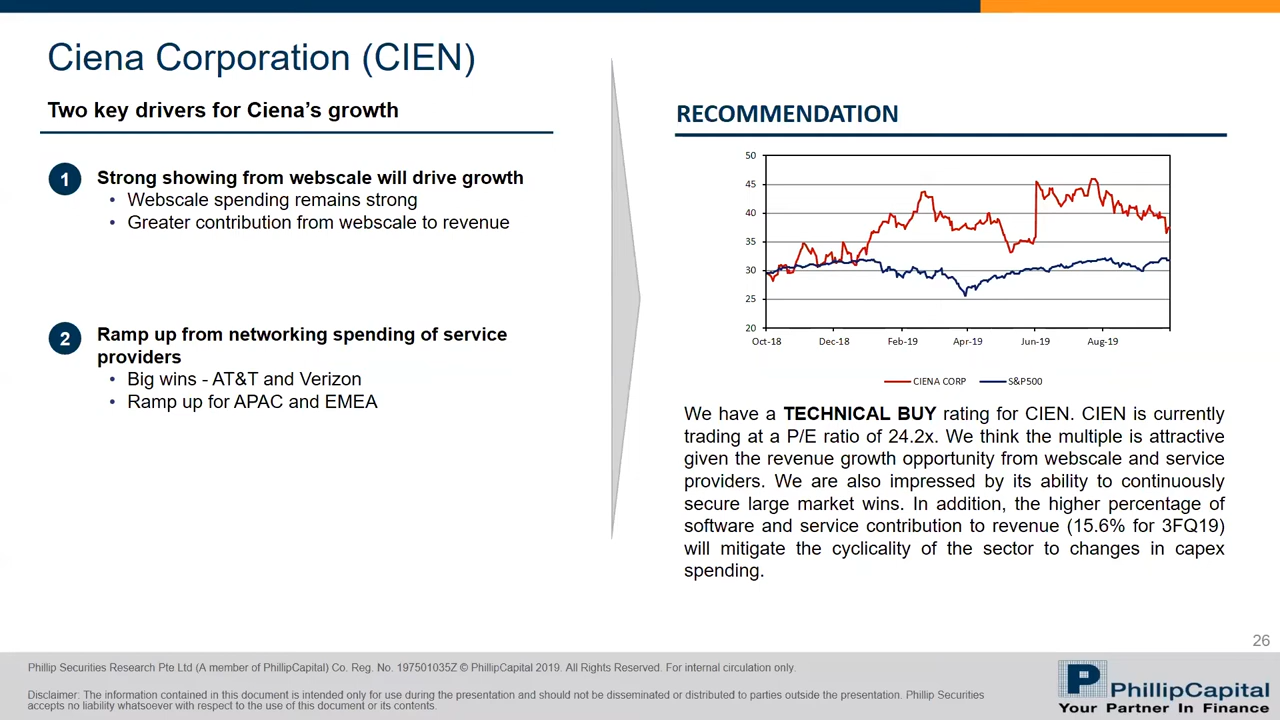 Ciena Corporation (CIEN)
Two key drivers for Ciena’s growth
1
Strong showing from webscale will drive growth
• Webscale spending remains strong
• Greater contribution from webscale to revenue
2
Ramp up from networking spending of service
providers
• Big wins - AT&T and Verizon
• Ramp up for APAC and EMEA
RECOMMENDATION
50
45
40
35
30
25
20
Oct-18 Dec-18 Feb-19 Apr-19 Jun-19 Aug-19
CIENA CORP S&P500
We have a TECHNICAL BUY rating for CIEN. CIEN is currently
trading at a P/E ratio of 24.2x. We think the multiple is attractive
given the revenue growth opportunity from webscale and service
providers. We are also impressed by its ability to continuously
secure large market wins. In addition, the higher percentage of
software and service contribution to revenue (15.6% for 3FQ19)
will mitigate the cyclicality of the sector to changes in capex
spending.
26
Phillip Securities Research Pte Ltd (A member of PhillipCapital) Co. Reg. No. 197501035Z © PhillipCapital 2019. All Rights Reserved. For internal circulation only.
Disclaimer: The information contained in this document is intended only for use during the presentation and should not be disseminated or distributed to parties outside the presentation. Phillip Securities
accepts no liability whatsoever with respect to the use of this document or its contents.
P
PhillipCapital
Your Partner In Finance